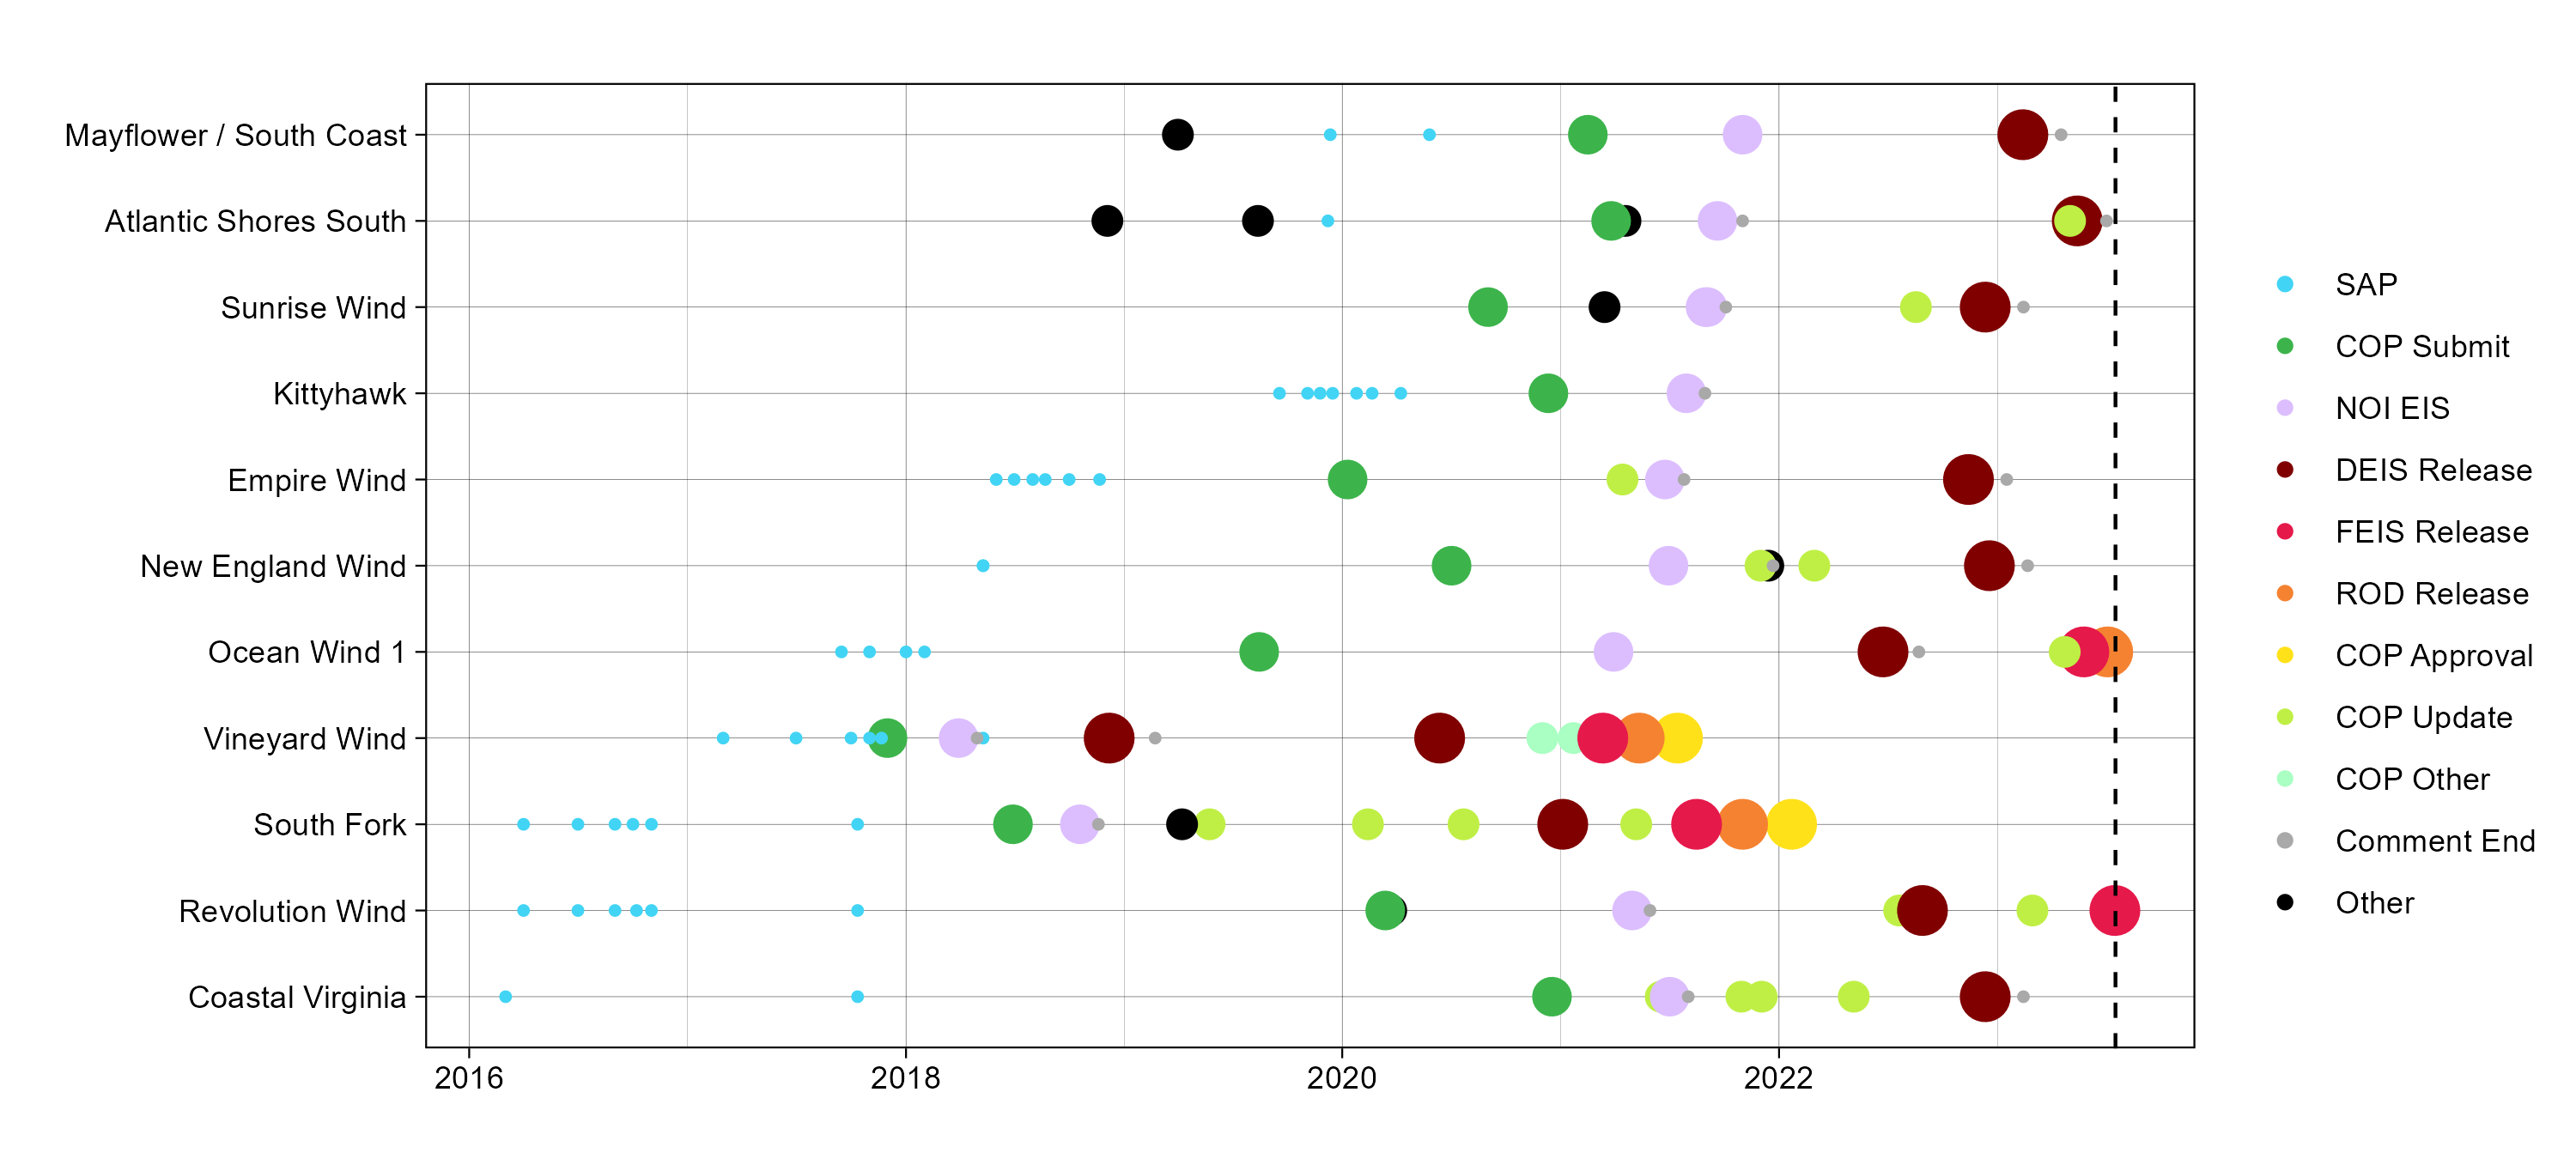 Mayflower / South Coast
Atlantic Shores South
Sunrise Wind
Kittyhawk
Empire Wind
New England Wind
Ocean Wind 1
Vineyard Wind
South Fork
Revolution Wind
Coastal Virginia
2016
2018
2020
2022
SAP
COP Submit
NOI EIS
DEIS Release
FEIS Release
ROD Release
COP Approval
COP Update
COP Other
Comment End
Other